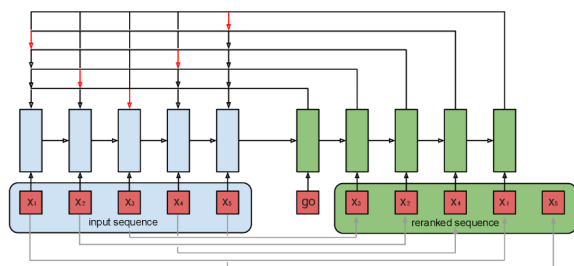 x₁ x₂ x₃ x₄ x₅ go x₃ x₂ x₄ x₁ x₅
input sequence reranked sequence